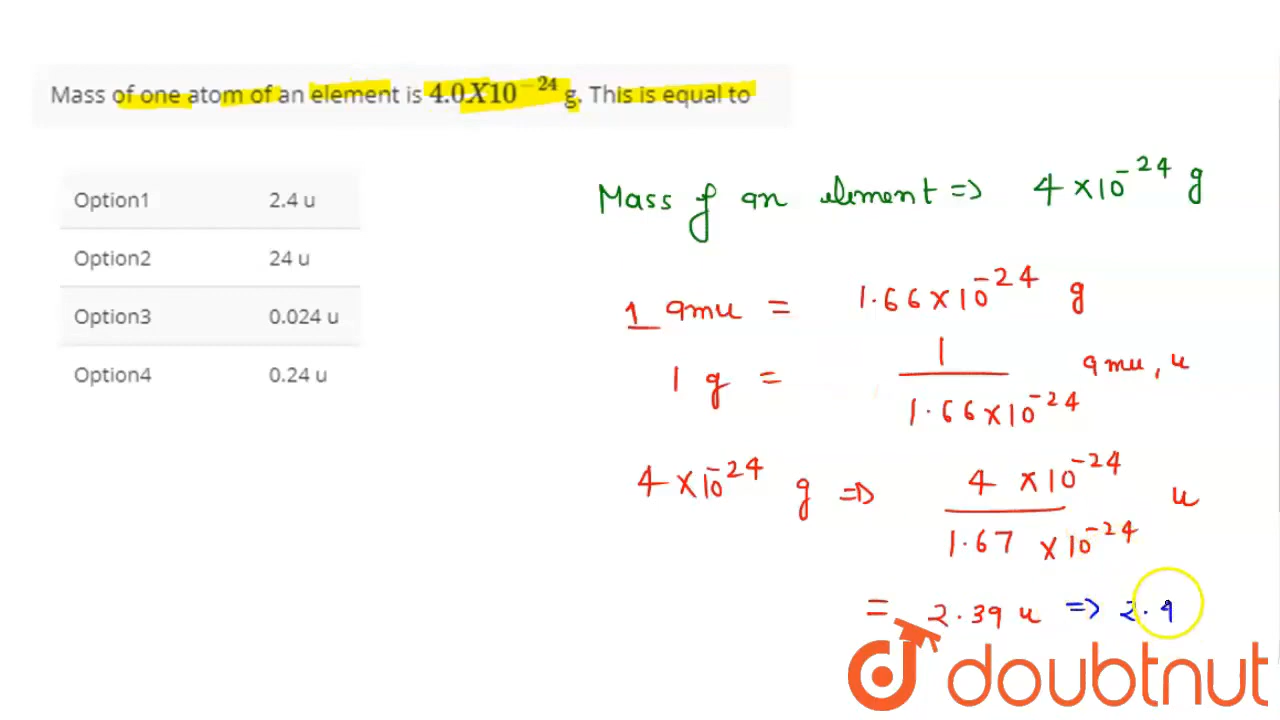 Mass of one atom of an element is 4.0X10⁻²⁴ g. This is equal to
Option1 2.4 u
Option2 24 u
Option3 0.024 u
Option4 0.24 u
Mass of an element => 4 × 10⁻²⁴ g
1 amu = 1.66 × 10⁻²⁴ g
1 g = 1 / 1.66 × 10⁻²⁴ amu, u
4 × 10⁻²⁴ g => 4 × 10⁻²⁴ / 1.67 × 10⁻²⁴ u
= 2.39 u => 2.4
doubtnut